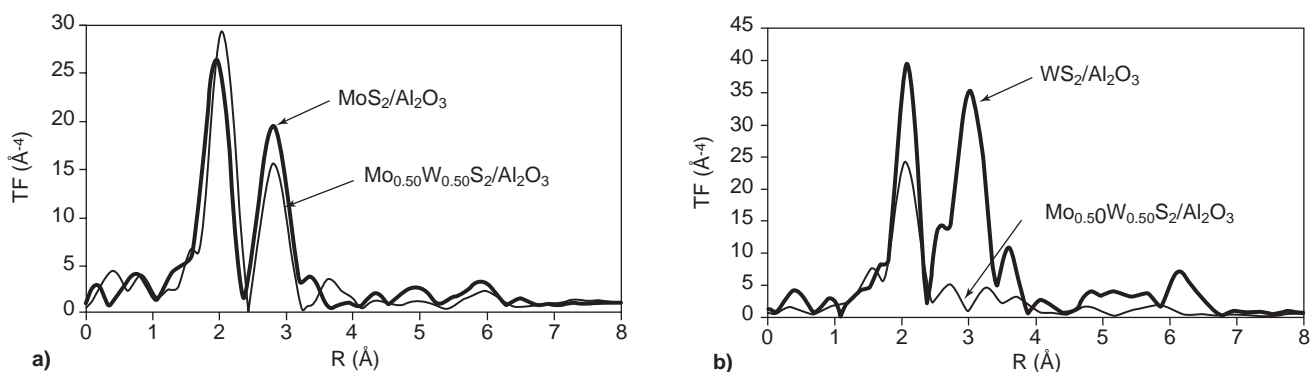 30
25
20
15
10
5
0
TF (Å-4)
MoS2/Al2O3
Mo0.50W0.50S2/Al2O3
0 1 2 3 4 5 6 7 8
a)
R (Å)
45
40
35
30
25
20
15
10
5
0
TF (Å-4)
WS2/Al2O3
Mo0.50W0.50S2/Al2O3
0 1 2 3 4 5 6 7 8
b)
R (Å)